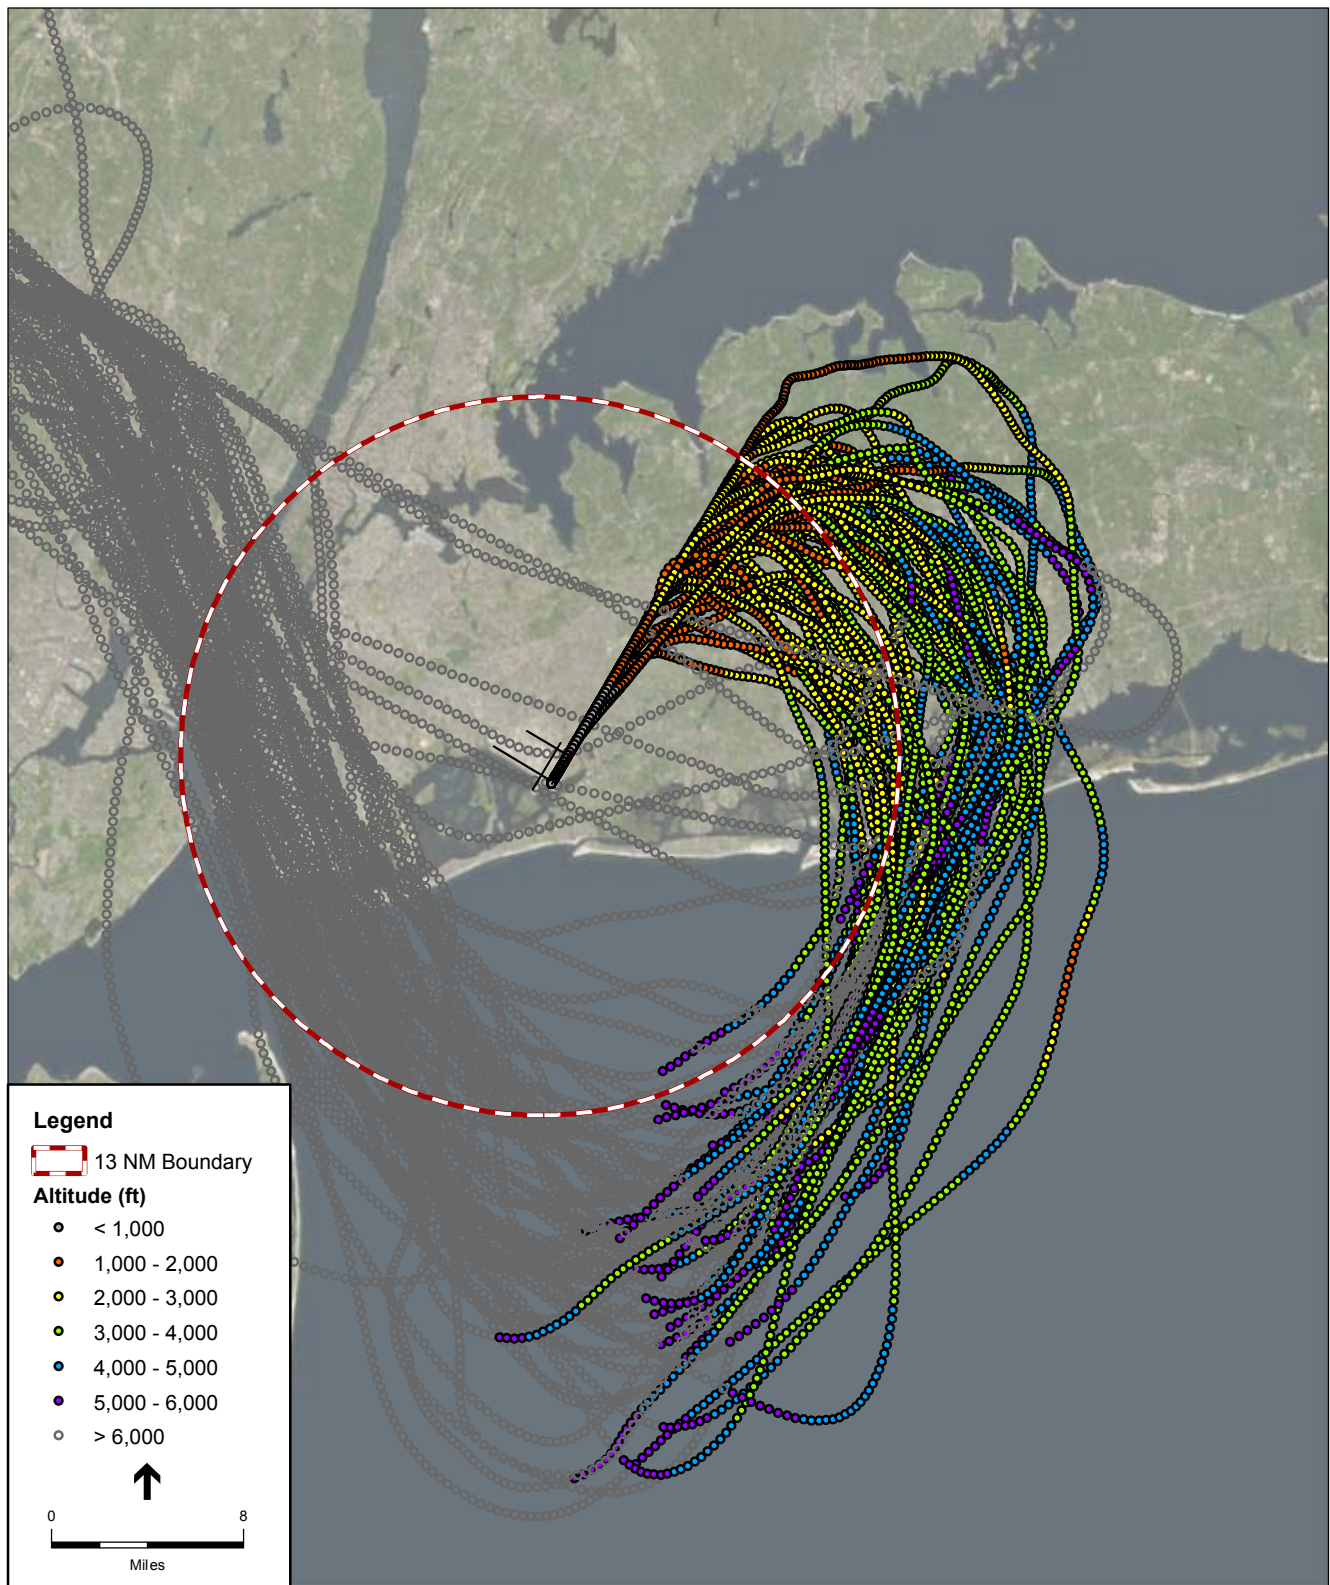 Legend
13 NM Boundary
Altitude (ft)
< 1,000
1,000 - 2,000
2,000 - 3,000
3,000 - 4,000
4,000 - 5,000
5,000 - 6,000
> 6,000
0 8
Miles